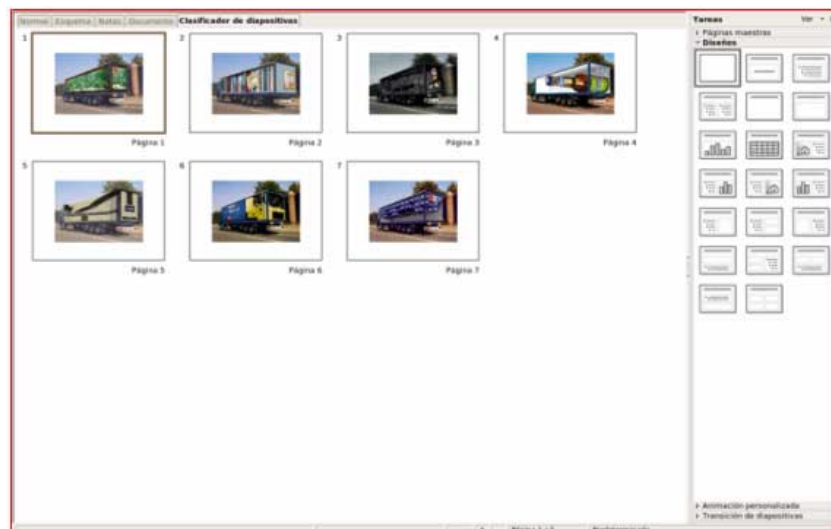 Normal Esquema Notas Documento Clasificador de diapositivas
Tareas Ver
Páginas maestras
Diseños
1 2 3 4
Página 1 Página 2 Página 3 Página 4
5 6 7
Página 5 Página 6 Página 7
Animación personalizada
Transición de diapositivas